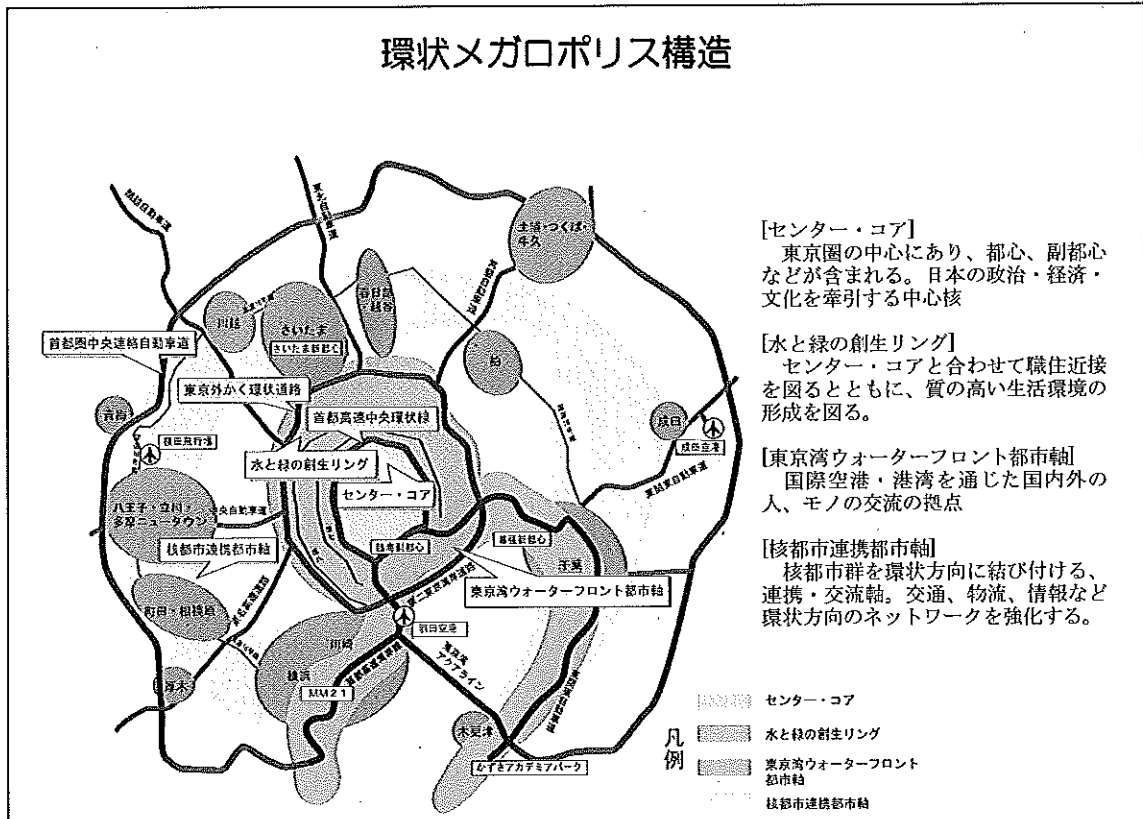 環状メガロポリス構造
土浦・つくば・
牛久
春日部
・
越谷
川越
さいたま
さいたま新都心
首都圏中央連絡自動車道
柏
東京外かく環状道路
首都高速中央環状線
青梅
成田
成田空港
横田飛行場
水と緑の創生リング
センター・コア
東関東自動車道
八王子・立川・
多摩ニュータウン
中央自動車道
臨海副都心
幕張新都心
千葉
核都市連携都市軸
東京湾ウォーターフロント都市軸
町田・相模原
羽田空港
川崎
横浜
東京湾
アクアライン
厚木
MM21
木更津
かずさアカデミアパーク
[センター・コア]
東京圏の中心にあり、都心、副都心
などが含まれる。日本の政治・経済・
文化を牽引する中心核
[水と緑の創生リング]
センター・コアと合わせて職住近接
を図るとともに、質の高い生活環境の
形成を図る。
[東京湾ウォーターフロント都市軸]
国際空港・港湾を通じた国内外の
人、モノの交流の拠点
[核都市連携都市軸]
核都市群を環状方向に結び付ける、
連携・交流軸。交通、物流、情報など
環状方向のネットワークを強化する。
凡例
センター・コア
水と緑の創生リング
東京湾ウォーターフロント
都市軸
核都市連携都市軸